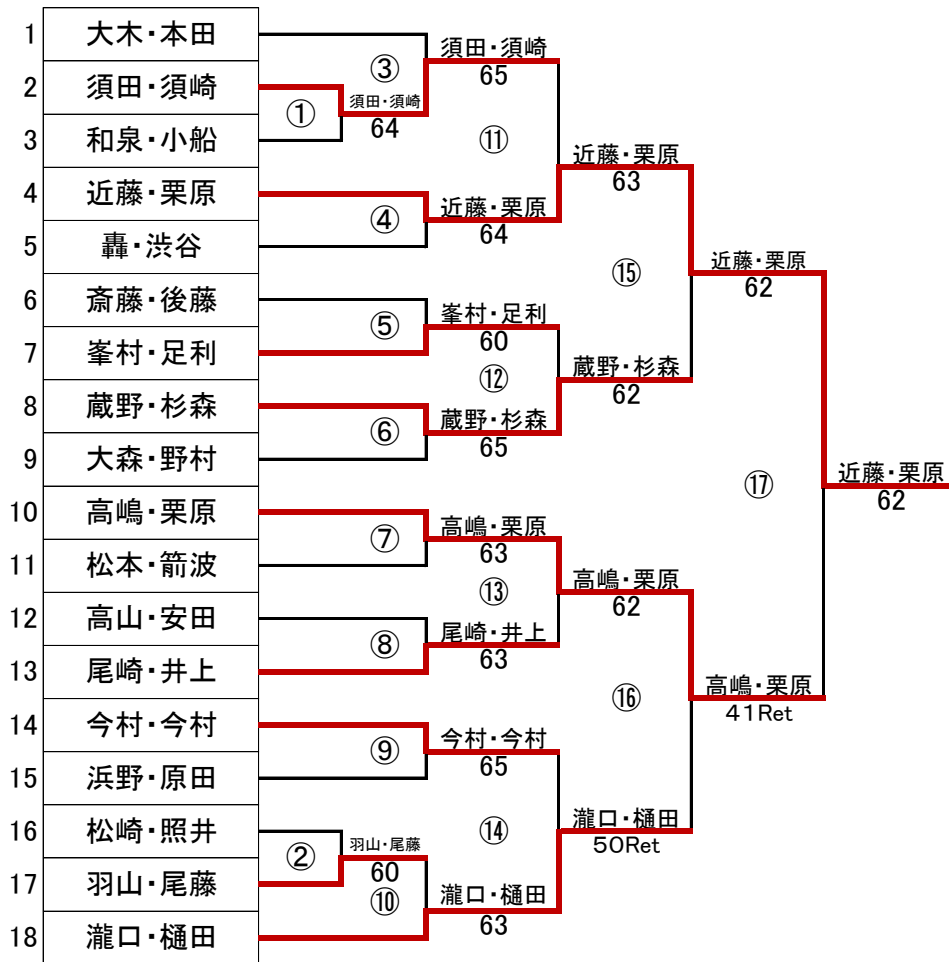 1 大木・本田
2 須田・須崎
3 和泉・小船
4 近藤・栗原
5 轟・渋谷
6 斎藤・後藤
7 峯村・足利
8 蔵野・杉森
9 大森・野村
10 高嶋・栗原
11 松本・箭波
12 高山・安田
13 尾崎・井上
14 今村・今村
15 浜野・原田
16 松崎・照井
17 羽山・尾藤
18 瀧口・樋田
①
須田・須崎
64
②
羽山・尾藤
60
③
須田・須崎
65
④
近藤・栗原
64
⑤
峯村・足利
60
⑥
蔵野・杉森
65
⑦
高嶋・栗原
63
⑧
尾崎・井上
63
⑨
今村・今村
65
⑩
瀧口・樋田
63
⑪
近藤・栗原
63
⑫
蔵野・杉森
62
⑬
高嶋・栗原
62
⑭
瀧口・樋田
50Ret
⑮
近藤・栗原
62
⑯
高嶋・栗原
41Ret
⑰
近藤・栗原
62